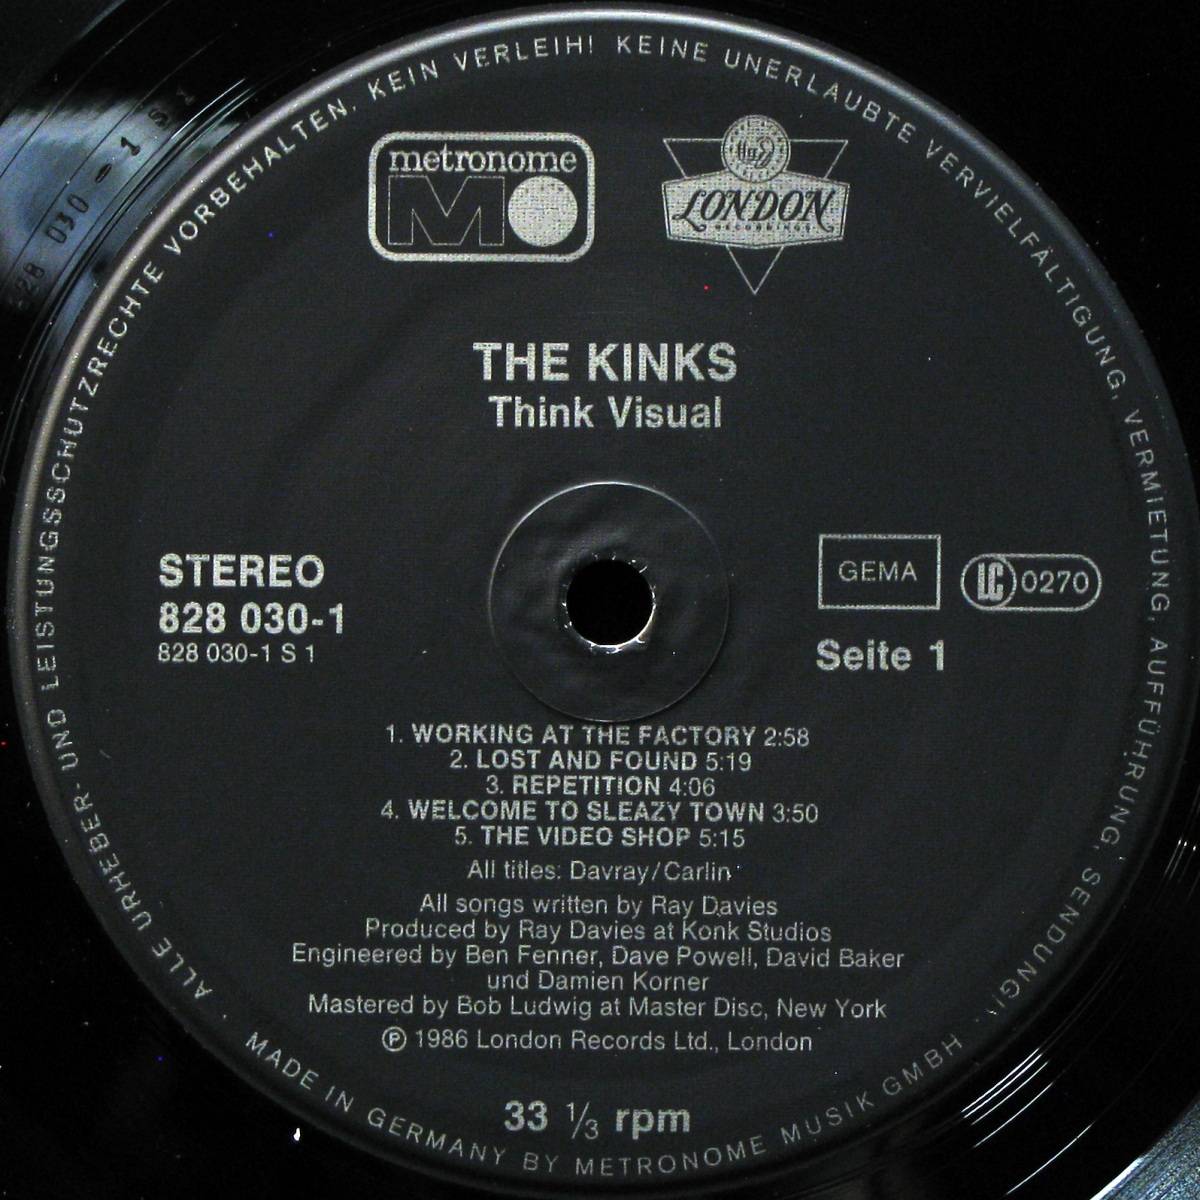 ALLE URHEBER- UND LEISTUNGSSCHUTZRECHTE VORBEHALTEN. KEIN VERLEIH! KEINE UNERLAUBTE VERVIELFÄLTIGUNG, VERMIETUNG, AUFFÜHRUNG, SENDUNG!
828 030-1 S 1
metronome
LONDON
RECORDINGS
THE KINKS
Think Visual
STEREO
828 030-1
828 030-1 S 1
GEMA
LC 0270
Seite 1
1. WORKING AT THE FACTORY 2:58
2. LOST AND FOUND 5:19
3. REPETITION 4:06
4. WELCOME TO SLEAZY TOWN 3:50
5. THE VIDEO SHOP 5:15
All titles: Davray/Carlin
All songs written by Ray Davies
Produced by Ray Davies at Konk Studios
Engineered by Ben Fenner, Dave Powell, David Baker
und Damien Korner
Mastered by Bob Ludwig at Master Disc, New York
℗ 1986 London Records Ltd., London
33 ⅓ rpm
MADE IN GERMANY BY METRONOME MUSIK GMBH